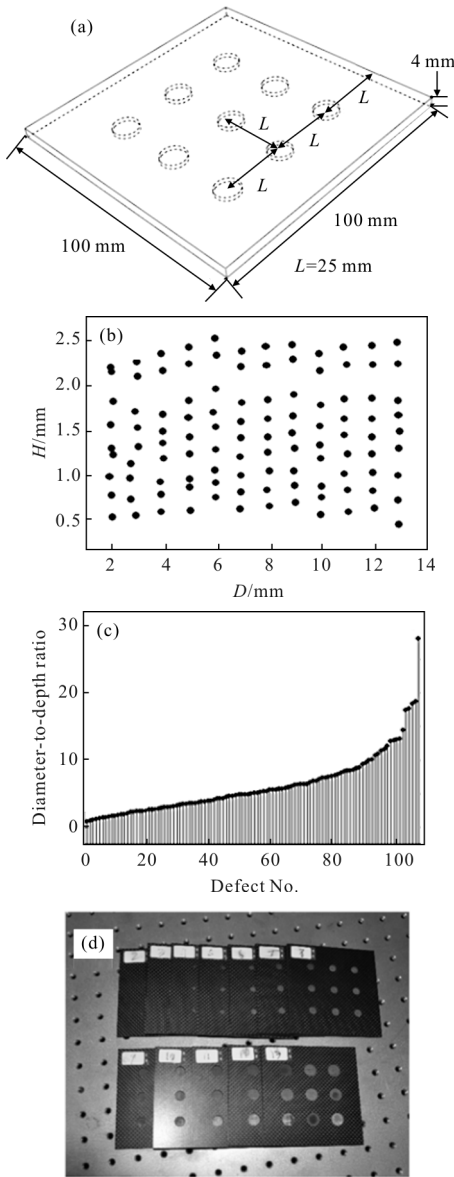 (a)
4 mm
L
L
L
L
100 mm
100 mm
L=25 mm
(b)
2.5
2.0
1.5
1.0
0.5
H/mm
2 4 6 8 10 12 14
D/mm
(c)
30
20
10
0
Diameter-to-depth ratio
0 20 40 60 80 100
Defect No.
(d)